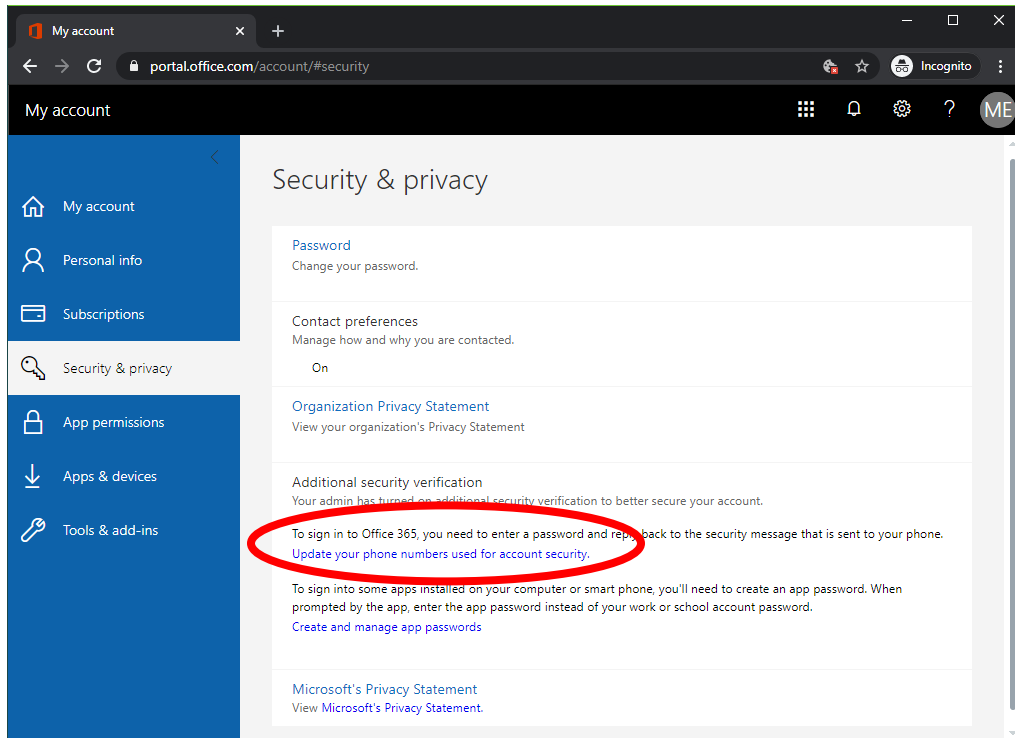 My account
portal.office.com/account/#security
Incognito
My account
?
ME
My account
Personal info
Subscriptions
Security & privacy
App permissions
Apps & devices
Tools & add-ins
Security & privacy
Password
Change your password.
Contact preferences
Manage how and why you are contacted.
On
Organization Privacy Statement
View your organization's Privacy Statement
Additional security verification
Your admin has turned on additional security verification to better secure your account.
To sign in to Office 365, you need to enter a password and reply back to the security message that is sent to your phone.
Update your phone numbers used for account security.
To sign into some apps installed on your computer or smart phone, you'll need to create an app password. When
prompted by the app, enter the app password instead of your work or school account password.
Create and manage app passwords
Microsoft's Privacy Statement
View Microsoft's Privacy Statement.